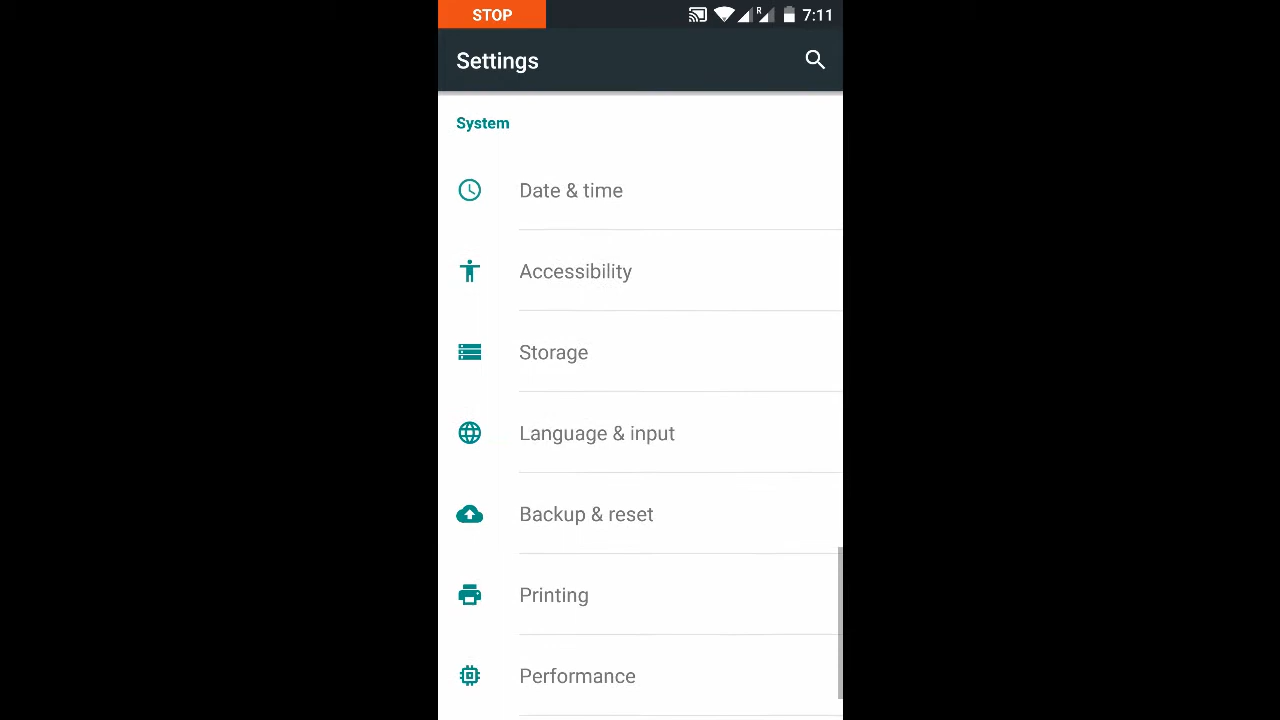 STOP
R
7:11
Settings
System
Date & time
Accessibility
Storage
Language & input
Backup & reset
Printing
Performance